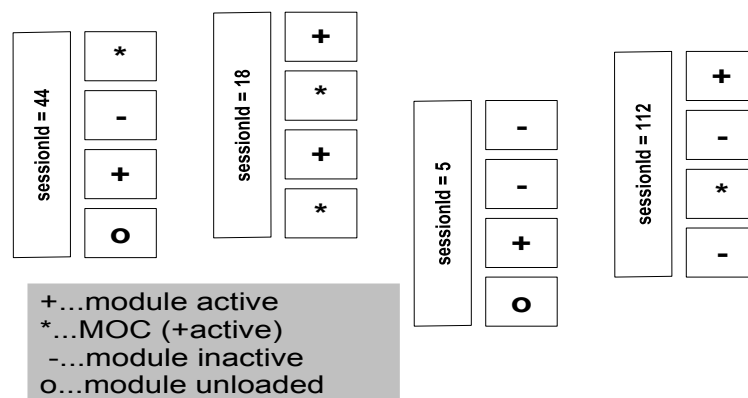 sessionId = 44
*
-
+
o
sessionId = 18
+
*
+
*
sessionId = 5
-
-
+
o
sessionId = 112
+
-
*
-
+...module active
*...MOC (+active)
-...module inactive
o...module unloaded